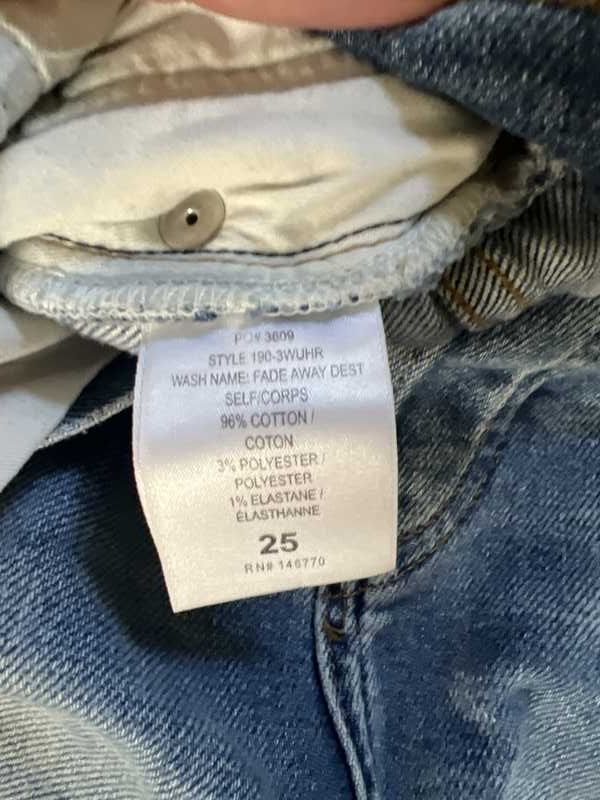 PO# 3609
STYLE 190-3WUHR
WASH NAME: FADE AWAY DEST
SELF/CORPS
96% COTTON /
COTON
3% POLYESTER /
POLYESTER
1% ELASTANE /
ÉLASTHANNE
25
RN# 146770